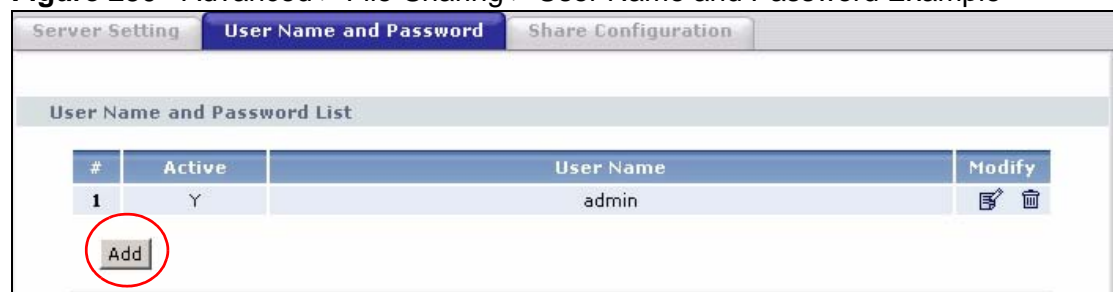 Server Setting User Name and Password Share Configuration
User Name and Password List
# Active User Name Modify
1 Y admin
Add